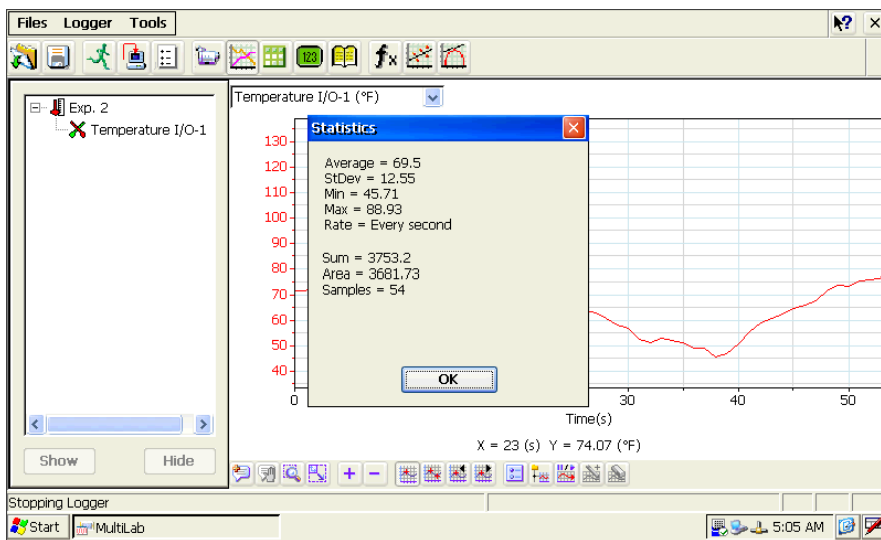 Files Logger Tools
?
123
fx
Exp. 2
Temperature I/O-1
Show Hide
Temperature I/O-1 (°F)
130
120
110
100
90
80
70
60
50
40
Statistics
Average = 69.5
StDev = 12.55
Min = 45.71
Max = 88.93
Rate = Every second
Sum = 3753.2
Area = 3681.73
Samples = 54
OK
0 30 40 50
Time(s)
X = 23 (s) Y = 74.07 (°F)
Stopping Logger
Start MultiLab 5:05 AM